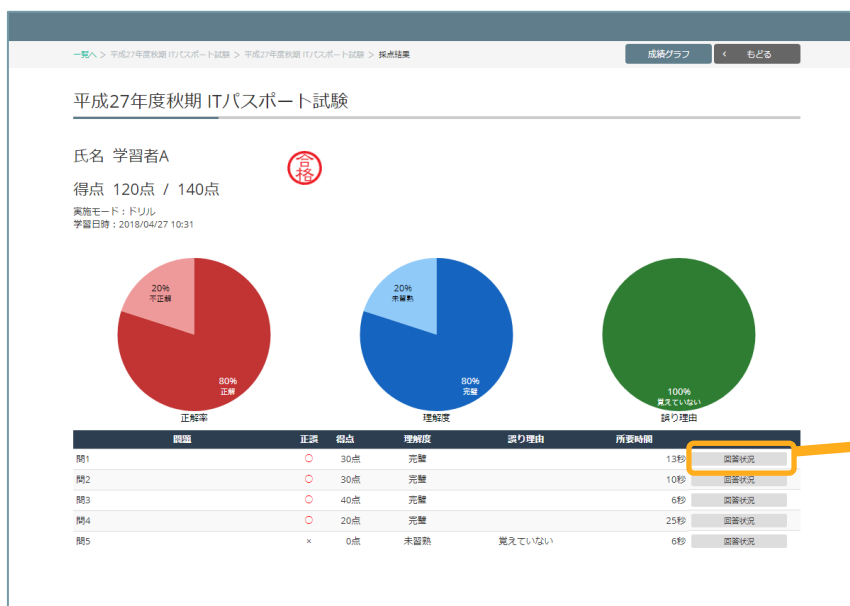 一覧へ > 平成27年度秋期 ITパスポート試験 > 平成27年度秋期 ITパスポート試験 > 採点結果
成績グラフ
‹ もどる
平成27年度秋期 ITパスポート試験
氏名 学習者A
合格
得点 120点 / 140点
実施モード：ドリル
学習日時：2018/04/27 10:31
20%
不正解
80%
正解
正解率
20%
未習熟
80%
完璧
理解度
100%
覚えていない
誤り理由
問題 正誤 得点 理解度 誤り理由 所要時間
問1 ○ 30点 完璧 13秒 回答状況
問2 ○ 30点 完璧 10秒 回答状況
問3 ○ 40点 完璧 6秒 回答状況
問4 ○ 20点 完璧 25秒 回答状況
問5 × 0点 未習熟 覚えていない 6秒 回答状況